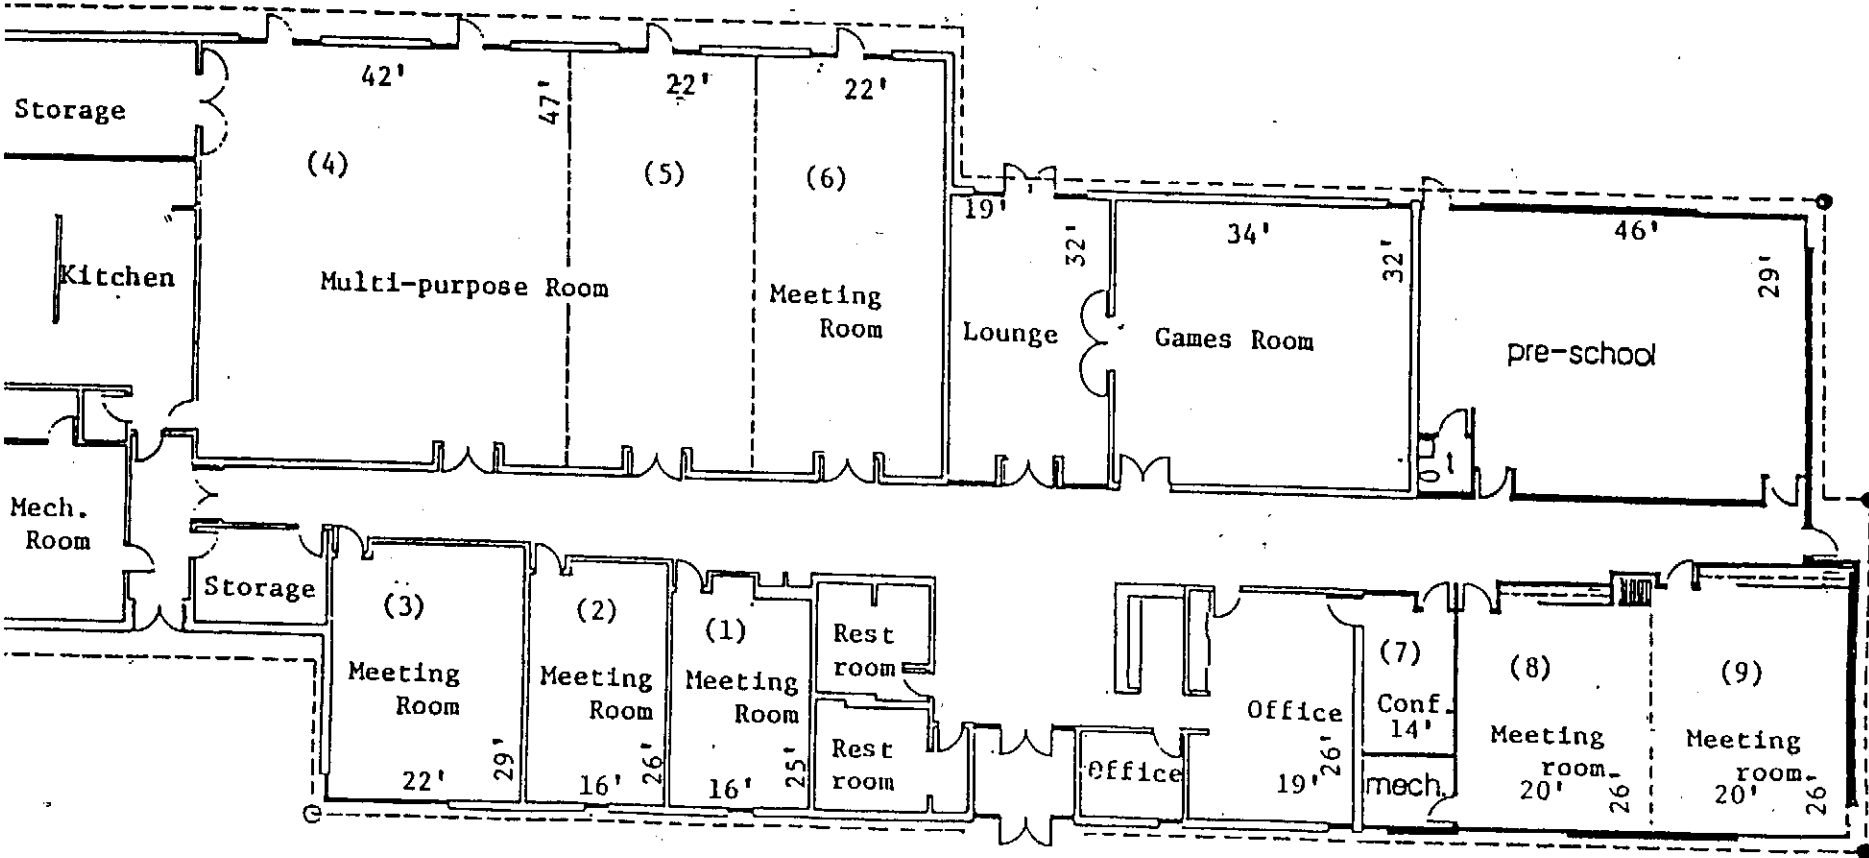 42'
47'
22'
22'
Storage
(4)
(5)
(6)
19'
32'
34'
32'
46'
29'
Kitchen
Multi-purpose Room
Meeting
Room
Lounge
Games Room
pre-school
Mech.
Room
Storage
(3)
Meeting
Room
22'
29'
(2)
Meeting
Room
16'
26'
(1)
Meeting
Room
16'
25'
Rest
room
Rest
room
Office
Office
19'
26'
(7)
Conf.
14'
mech.
(8)
Meeting
room
20'
26'
(9)
Meeting
room
20'
26'